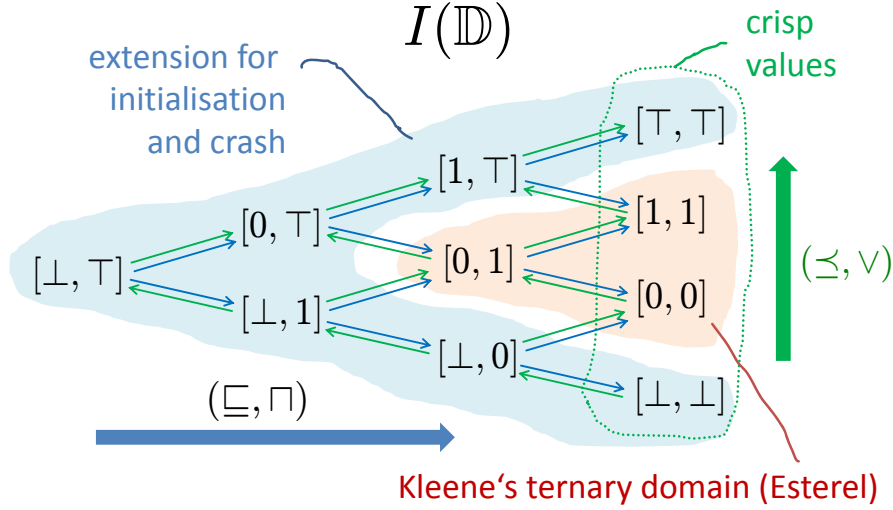 I(𝔻)
extension for
initialisation
and crash
crisp
values
[⊤, ⊤]
[1, ⊤]
[0, ⊤]
[1, 1]
[⊥, ⊤]
[0, 1]
(⪯, ∨)
[0, 0]
[⊥, 1]
[⊥, 0]
[⊥, ⊥]
(⊑, ⊓)
Kleene‘s ternary domain (Esterel)